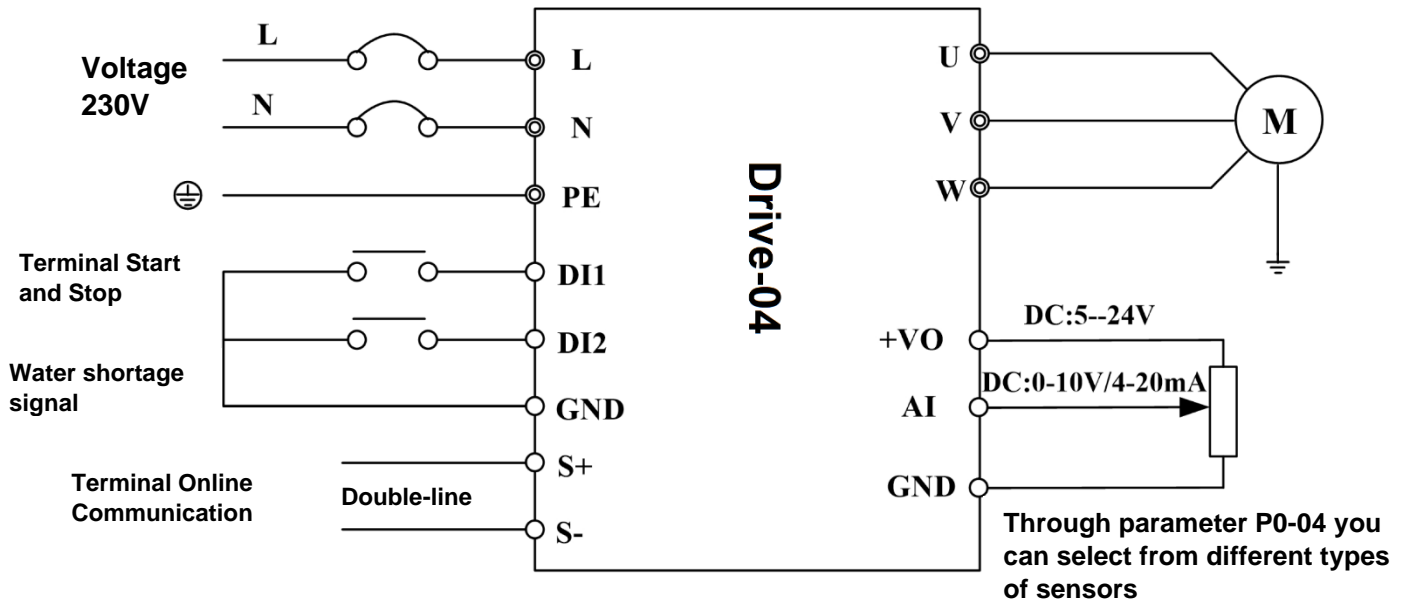 L
Voltage
230V
N
L
N
PE
Terminal Start
and Stop
DI1
DI2
Water shortage
signal
GND
S+
Terminal Online
Communication
Double-line
S-
Drive-04
U
V
W
M
DC:5--24V
+VO
DC:0-10V/4-20mA
AI
GND
Through parameter P0-04 you
can select from different types
of sensors